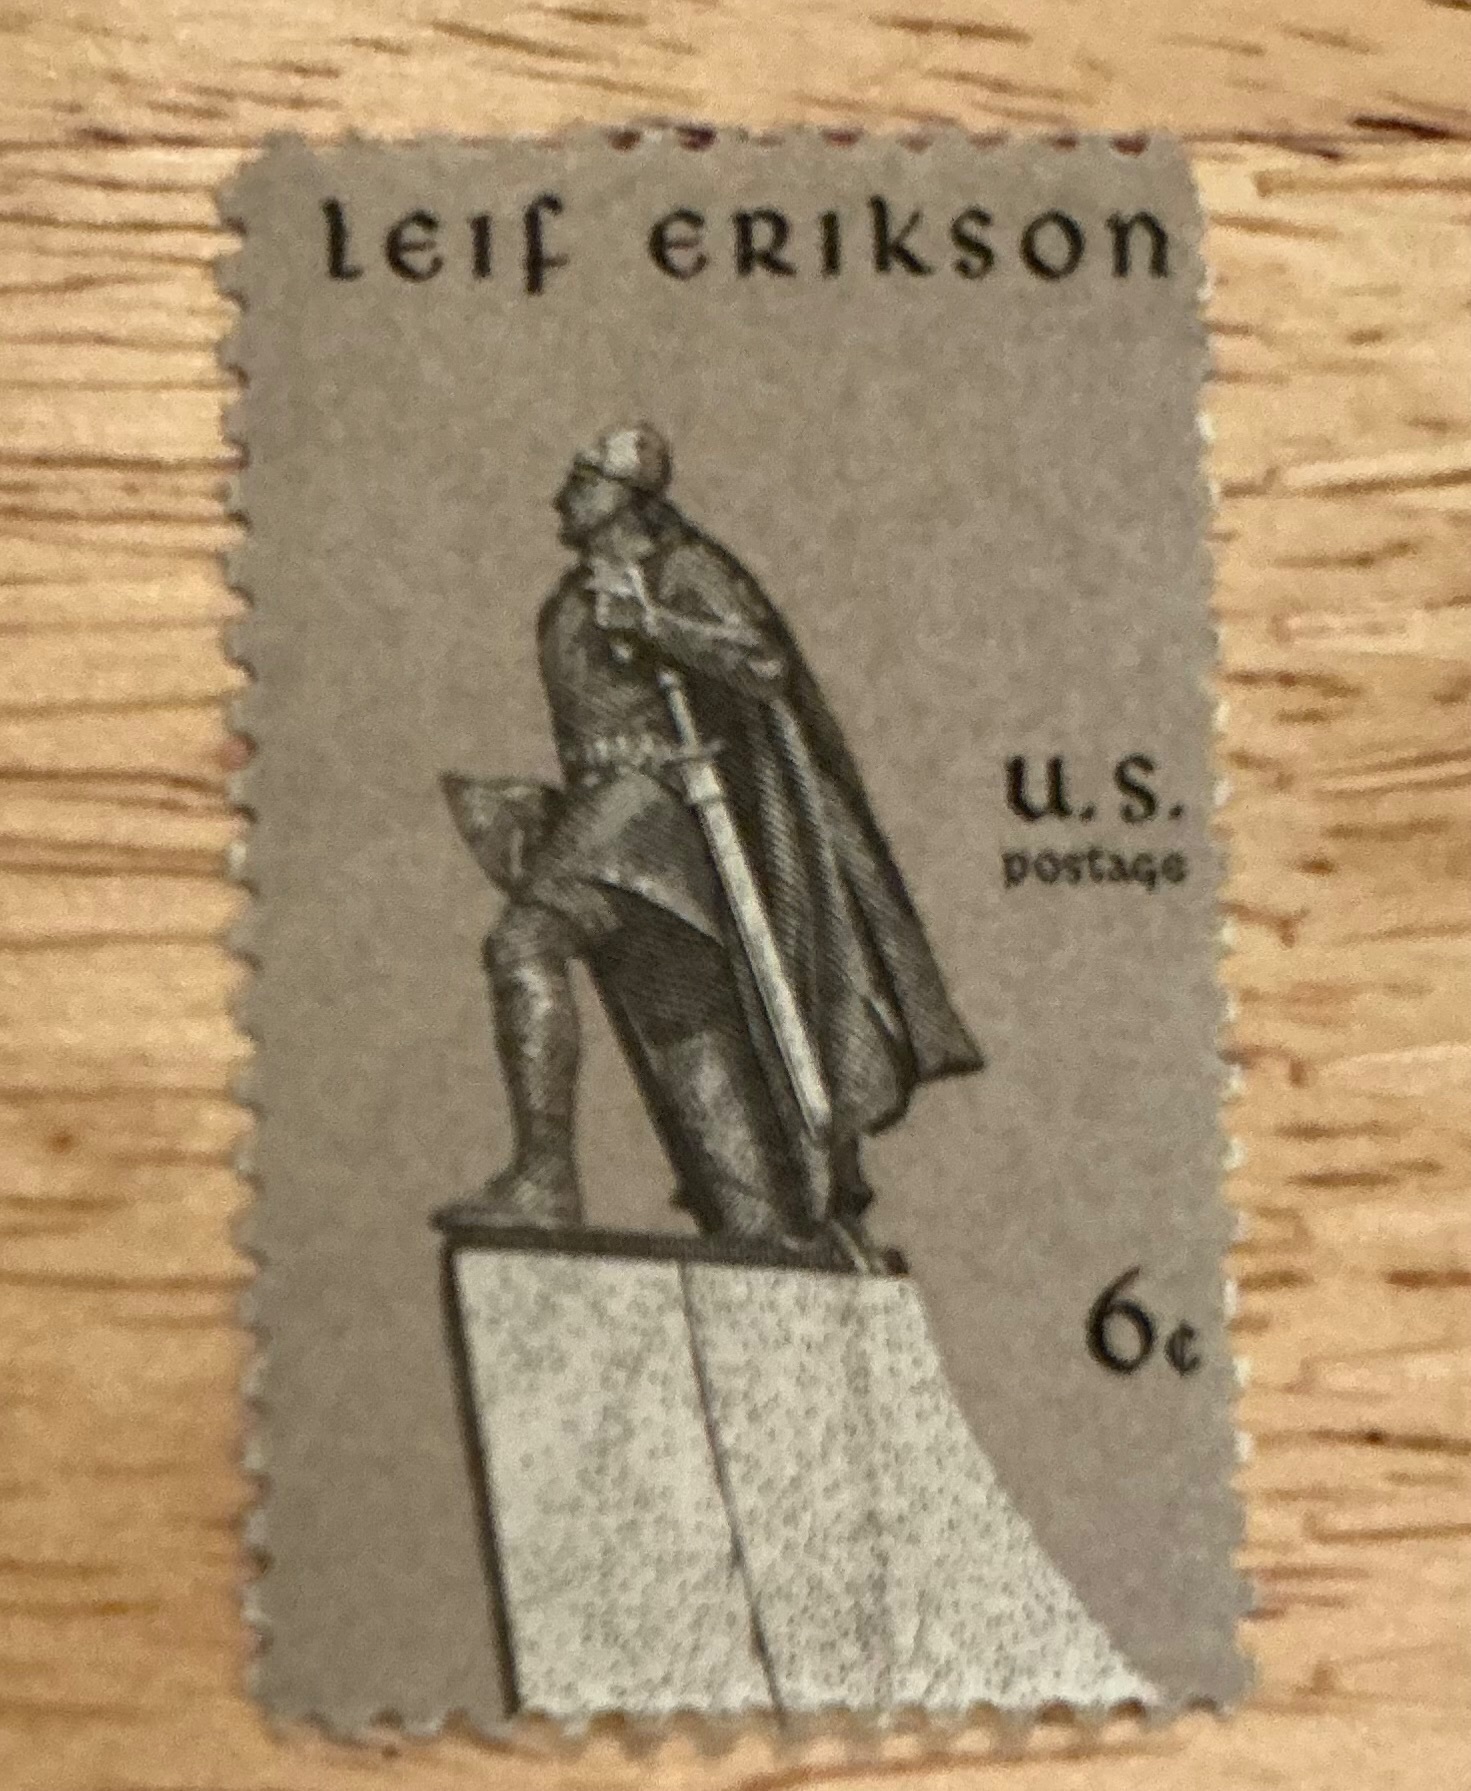 LEIF ERIKSON
U.S.
postage
6¢